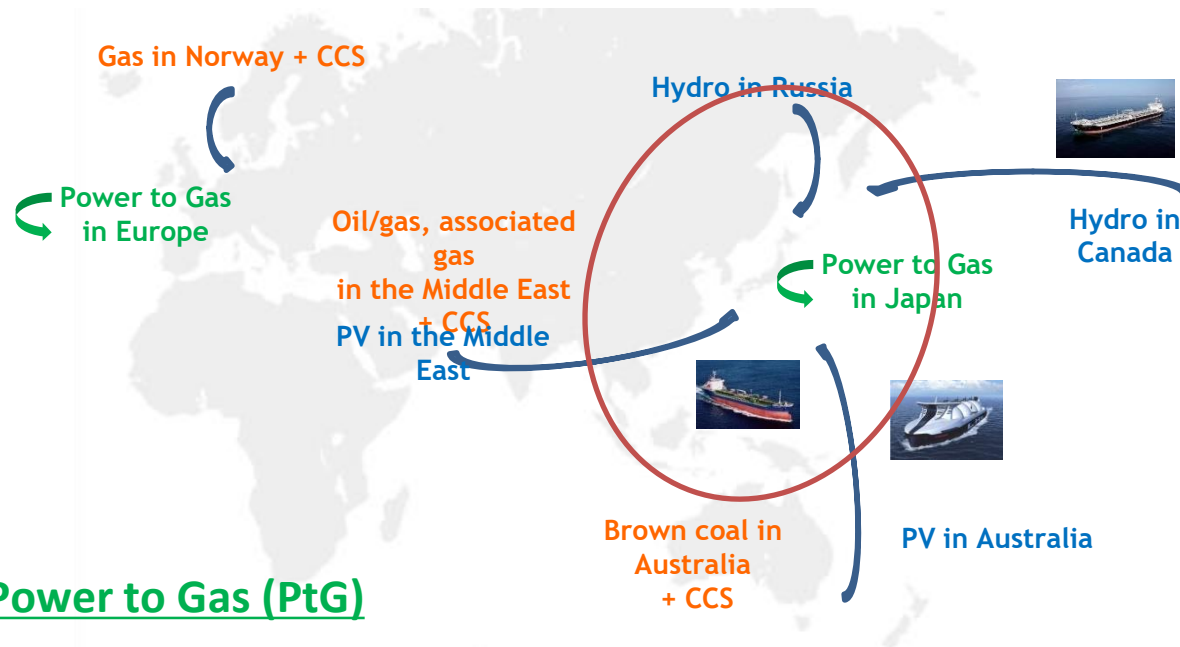 Gas in Norway + CCS
Hydro in Russia
Power to Gas
in Europe
Oil/gas, associated
gas
in the Middle East
+ CCS
PV in the Middle
East
Hydro in
Canada
Power to Gas
in Japan
Brown coal in
Australia
+ CCS
PV in Australia
Power to Gas (PtG)